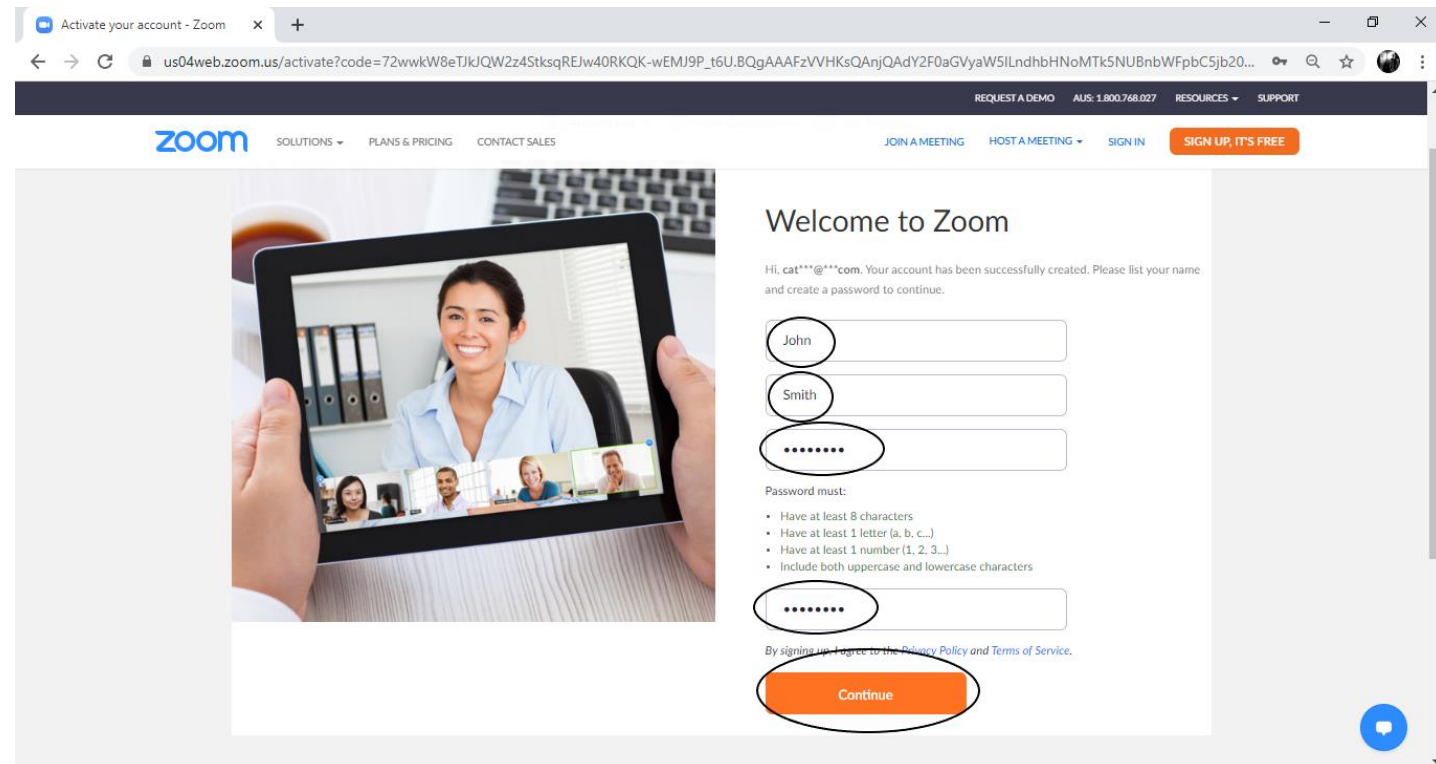 Activate your account - Zoom
us04web.zoom.us/activate?code=72wwkW8eTJkJQW2z4StksqREJw40RKQK-wEMJ9P_t6U.BQgAAAFzVVHKsQAnjQAdY2F0aGVyaW5lLndhbHNoMTk5NUBnbWFpbC5jb20...
REQUEST A DEMO AUS: 1.800.768.027 RESOURCES SUPPORT
zoom SOLUTIONS PLANS & PRICING CONTACT SALES JOIN A MEETING HOST A MEETING SIGN IN SIGN UP, IT'S FREE
Welcome to Zoom
Hi, cat***@***com. Your account has been successfully created. Please list your name
and create a password to continue.
John
Smith
••••••••
Password must:
• Have at least 8 characters
• Have at least 1 letter (a, b, c...)
• Have at least 1 number (1, 2, 3...)
• Include both uppercase and lowercase characters
••••••••
By signing up, I agree to the Privacy Policy and Terms of Service.
Continue